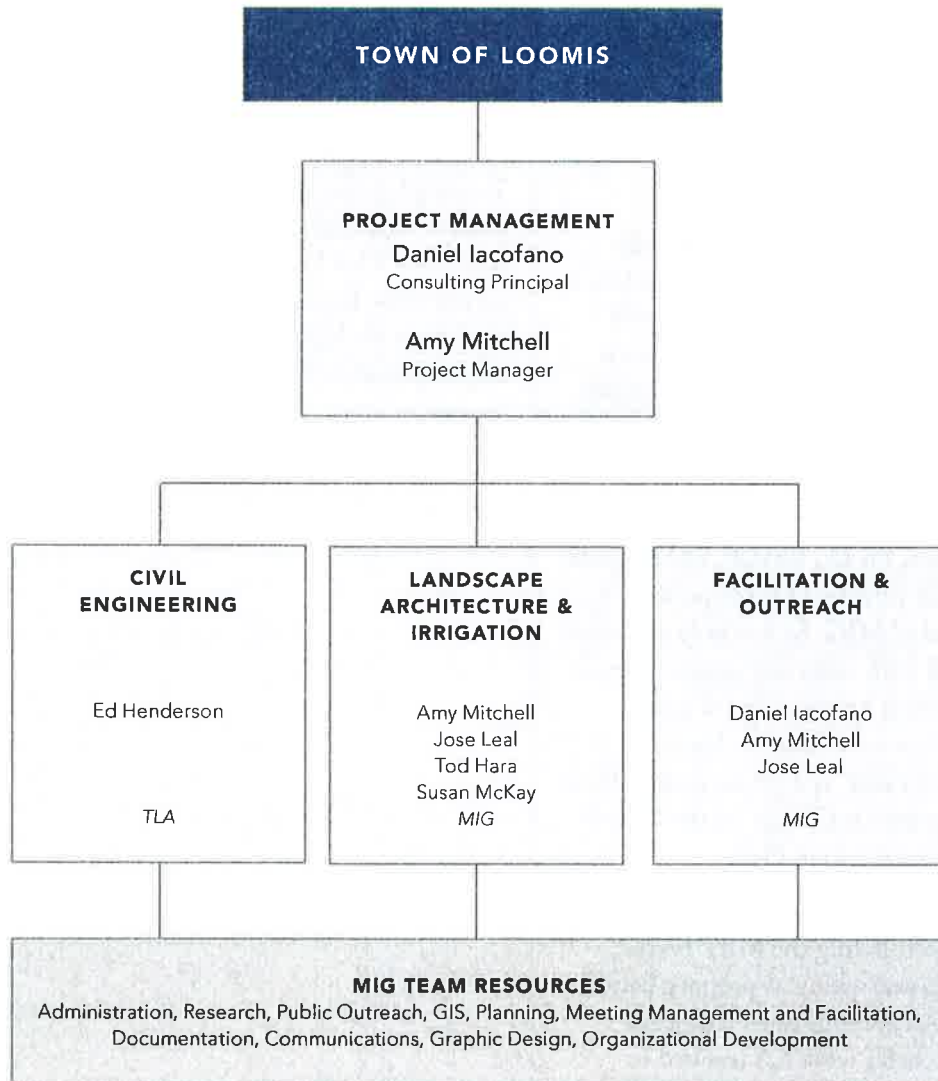 TOWN OF LOOMIS
PROJECT MANAGEMENT
Daniel Iacofano
Consulting Principal
Amy Mitchell
Project Manager
CIVIL
ENGINEERING
Ed Henderson
TLA
LANDSCAPE
ARCHITECTURE &
IRRIGATION
Amy Mitchell
Jose Leal
Tod Hara
Susan McKay
MIG
FACILITATION &
OUTREACH
Daniel Iacofano
Amy Mitchell
Jose Leal
MIG
MIG TEAM RESOURCES
Administration, Research, Public Outreach, GIS, Planning, Meeting Management and Facilitation,
Documentation, Communications, Graphic Design, Organizational Development